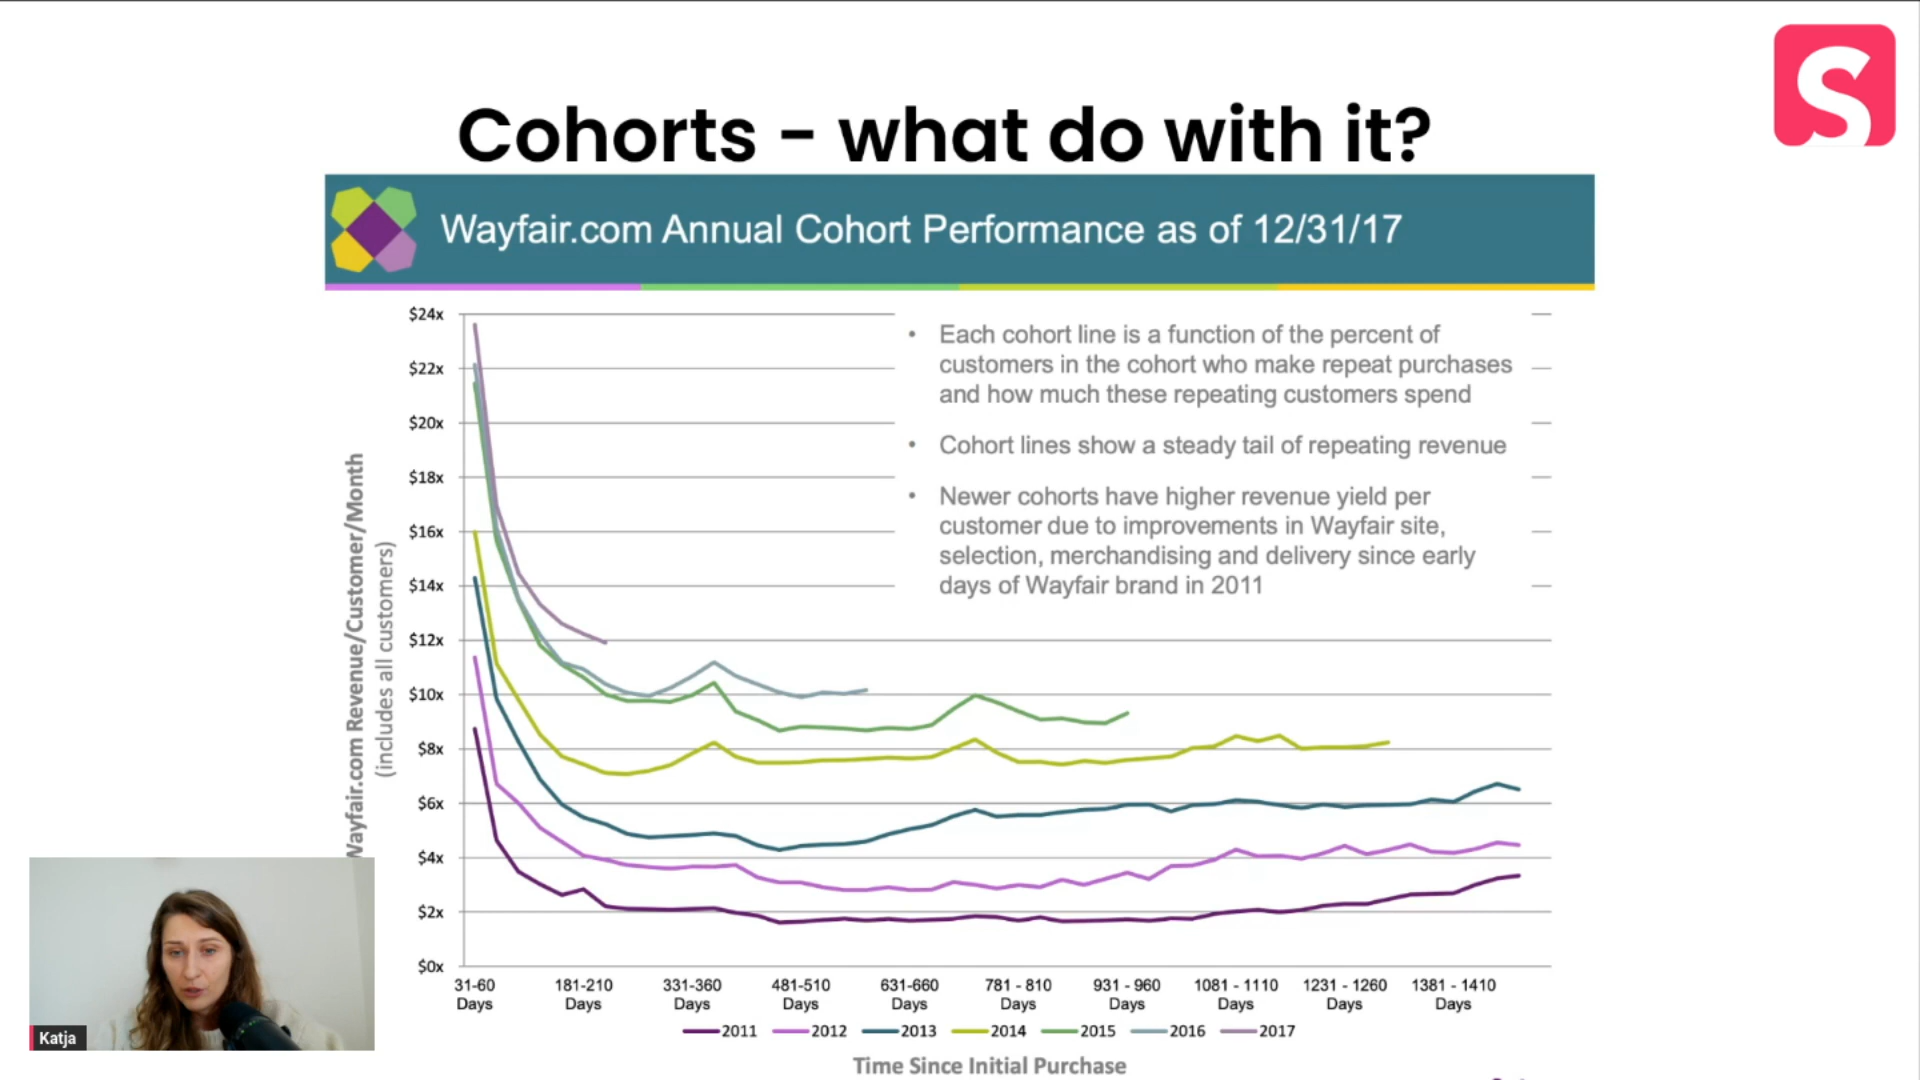 Cohorts - what do with it?
S
Wayfair.com Annual Cohort Performance as of 12/31/17
$24x
$22x
$20x
$18x
$16x
$14x
$12x
$10x
$8x
$6x
$4x
$2x
$0x
Wayfair.com Revenue/Customer/Month
(includes all customers)
• Each cohort line is a function of the percent of
customers in the cohort who make repeat purchases
and how much these repeating customers spend
• Cohort lines show a steady tail of repeating revenue
• Newer cohorts have higher revenue yield per
customer due to improvements in Wayfair site,
selection, merchandising and delivery since early
days of Wayfair brand in 2011
31-60 181-210 331-360 481-510 631-660 781 - 810 931 - 960 1081 - 1110 1231 - 1260 1381 - 1410
Days Days Days Days Days Days Days Days Days Days
2011 2012 2013 2014 2015 2016 2017
Time Since Initial Purchase
Katja